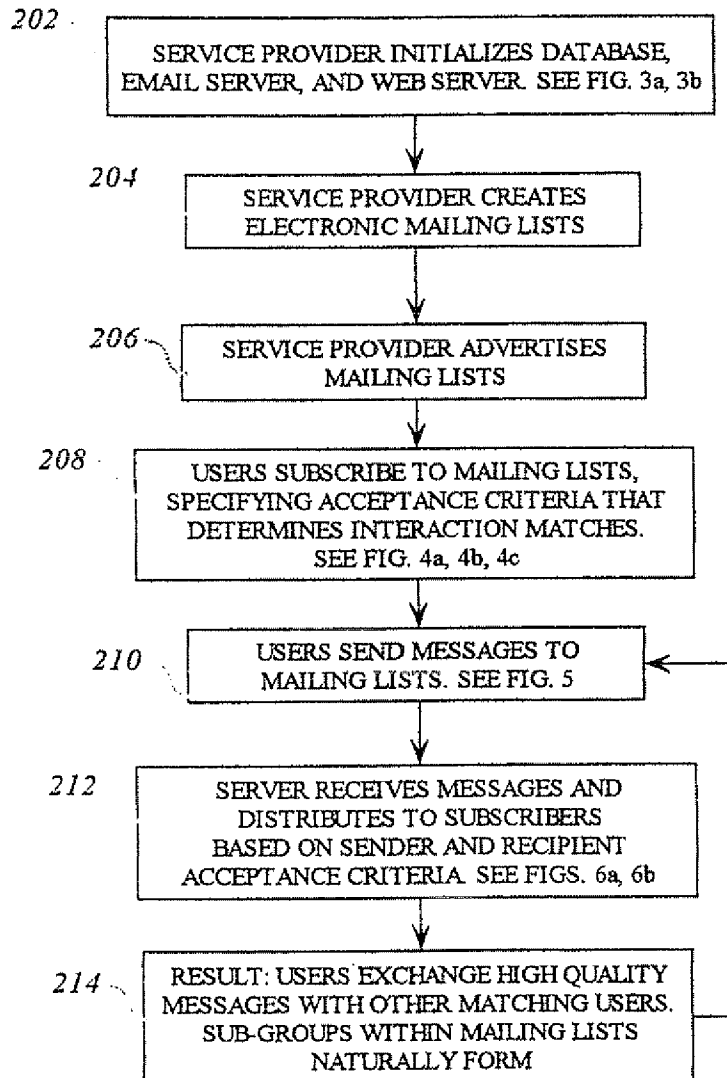 202
SERVICE PROVIDER INITIALIZES DATABASE,
EMAIL SERVER, AND WEB SERVER. SEE FIG. 3a, 3b
204
SERVICE PROVIDER CREATES
ELECTRONIC MAILING LISTS
206
SERVICE PROVIDER ADVERTISES
MAILING LISTS
208
USERS SUBSCRIBE TO MAILING LISTS,
SPECIFYING ACCEPTANCE CRITERIA THAT
DETERMINES INTERACTION MATCHES.
SEE FIG. 4a, 4b, 4c
210
USERS SEND MESSAGES TO
MAILING LISTS. SEE FIG. 5
212
SERVER RECEIVES MESSAGES AND
DISTRIBUTES TO SUBSCRIBERS
BASED ON SENDER AND RECIPIENT
ACCEPTANCE CRITERIA. SEE FIGS. 6a, 6b
214
RESULT: USERS EXCHANGE HIGH QUALITY
MESSAGES WITH OTHER MATCHING USERS.
SUB-GROUPS WITHIN MAILING LISTS
NATURALLY FORM